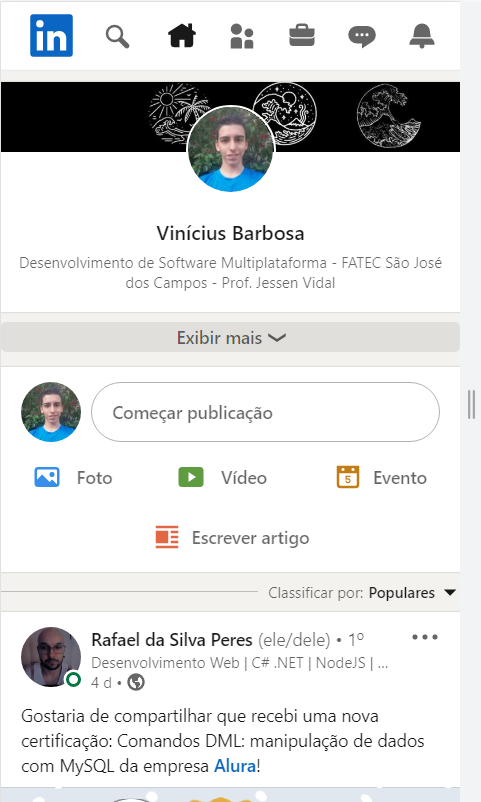 in
Vinícius Barbosa
Desenvolvimento de Software Multiplataforma - FATEC São José
dos Campos - Prof. Jessen Vidal
Exibir mais
Começar publicação
Foto
Vídeo
5
Evento
Escrever artigo
Classificar por: Populares
Rafael da Silva Peres (ele/dele) • 1º
Desenvolvimento Web | C# .NET | NodeJS | ...
4 d •
Gostaria de compartilhar que recebi uma nova
certificação: Comandos DML: manipulação de dados
com MySQL da empresa Alura!